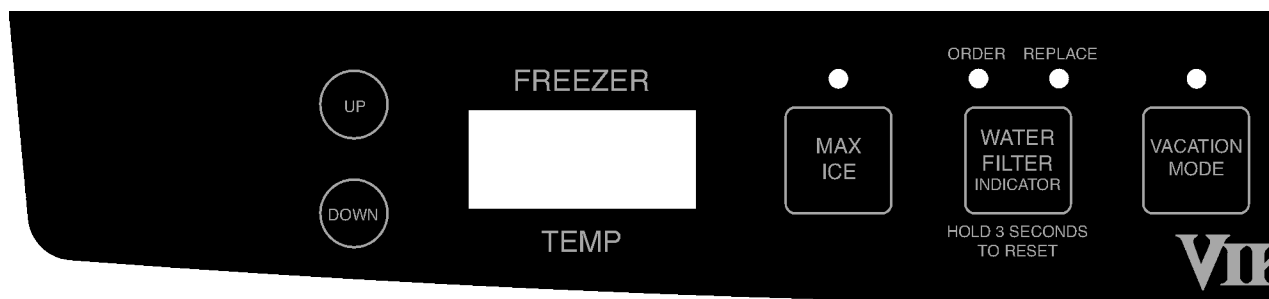 UP
DOWN
FREEZER
TEMP
MAX
ICE
ORDER REPLACE
WATER
FILTER
INDICATOR
HOLD 3 SECONDS
TO RESET
VACATION
MODE